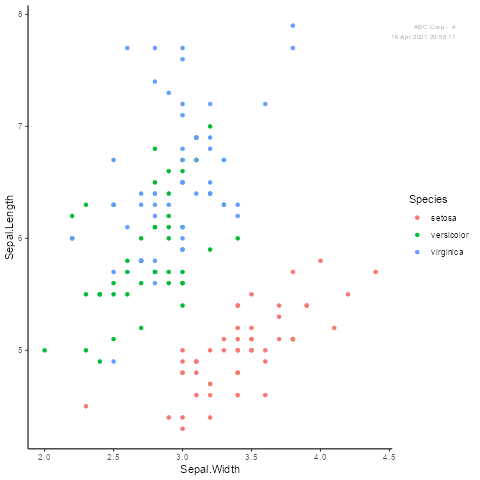 ABC Corp - 4
16 Apr 2021 20:58:17
8
7
6
5
Sepal.Length
2.0
2.5
3.0
3.5
4.0
4.5
Sepal.Width
Species
setosa
versicolor
virginica